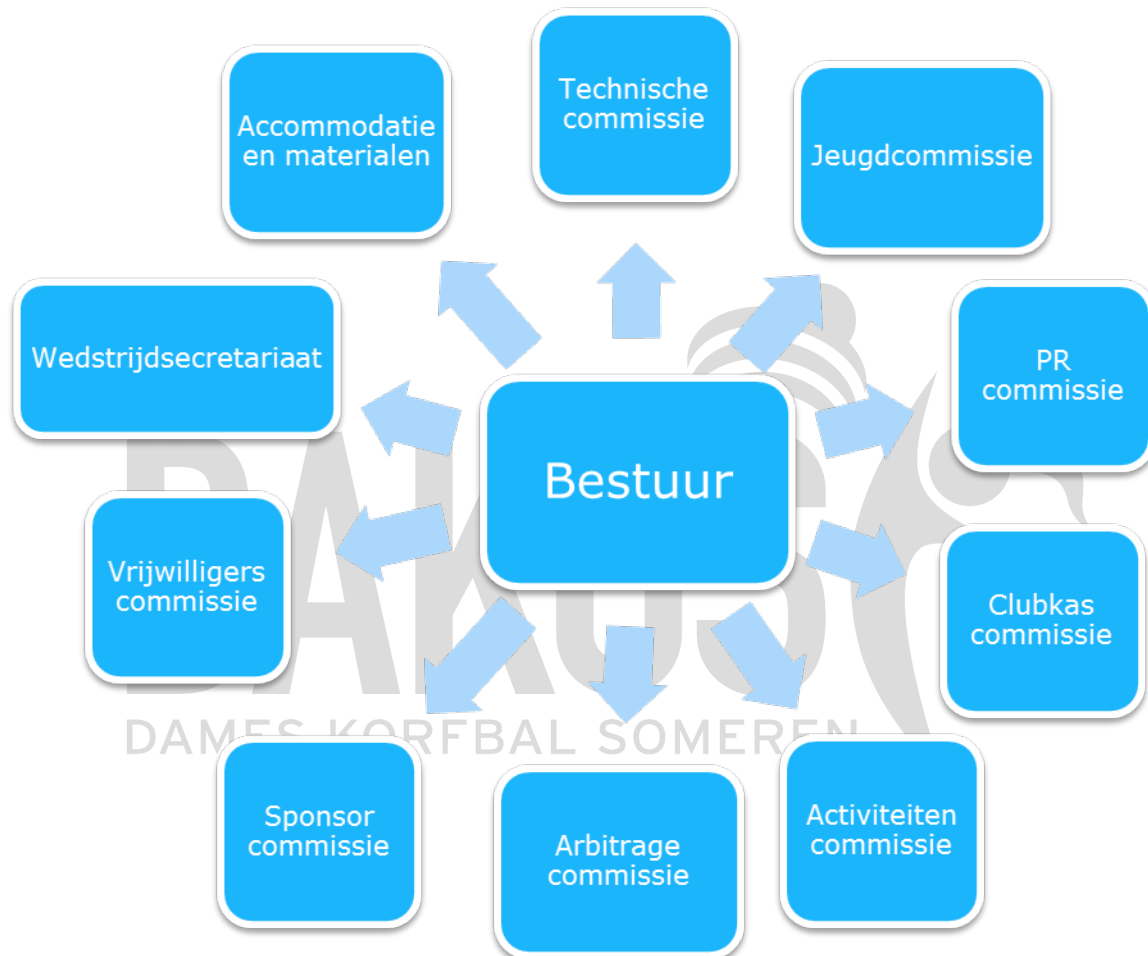 Technische
commissie
Accommodatie
en materialen
Jeugdcommissie
Wedstrijdsecretariaat
PR
commissie
Bestuur
Vrijwilligers
commissie
Clubkas
commissie
DAMES KORFBAL SOMEREN
Sponsor
commissie
Arbitrage
commissie
Activiteiten
commissie